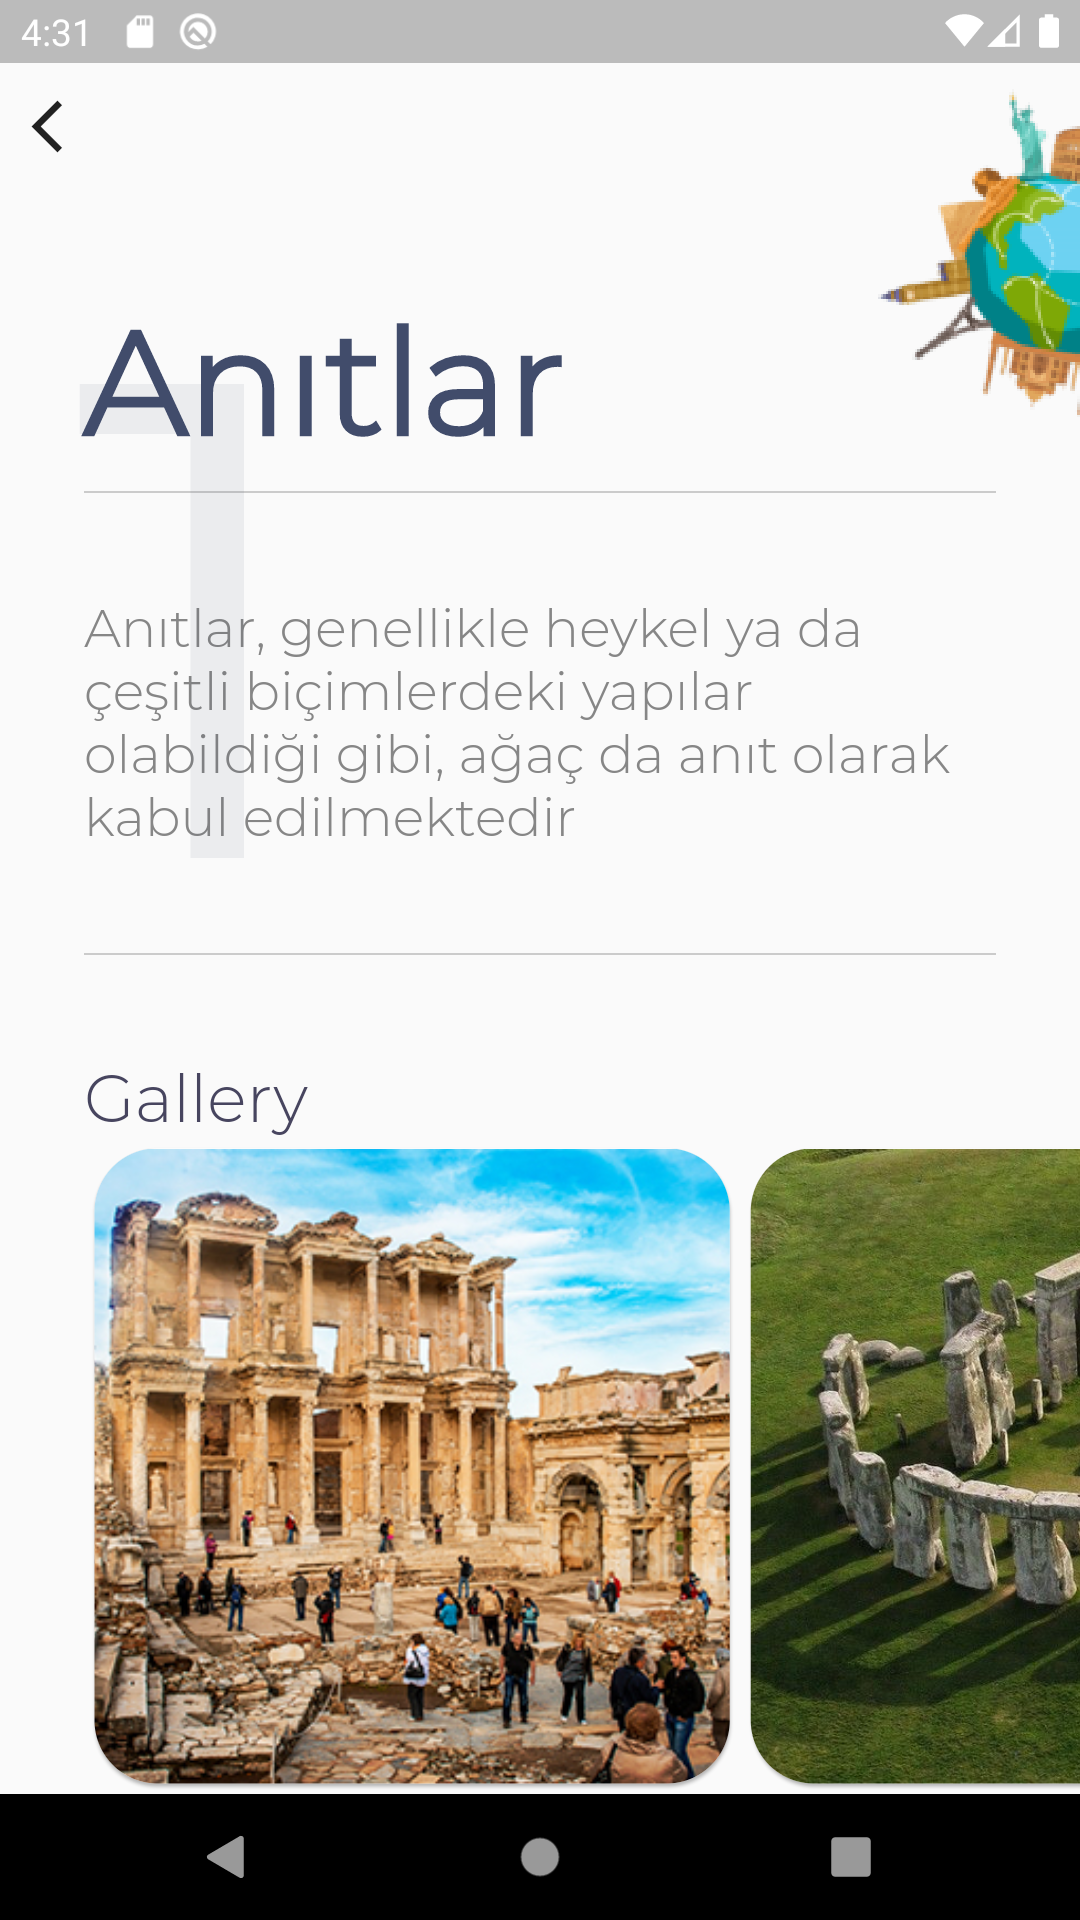 4:31
Anıtlar
1
Anıtlar, genellikle heykel ya da
çeşitli biçimlerdeki yapılar
olabildiği gibi, ağaç da anıt olarak
kabul edilmektedir
Gallery